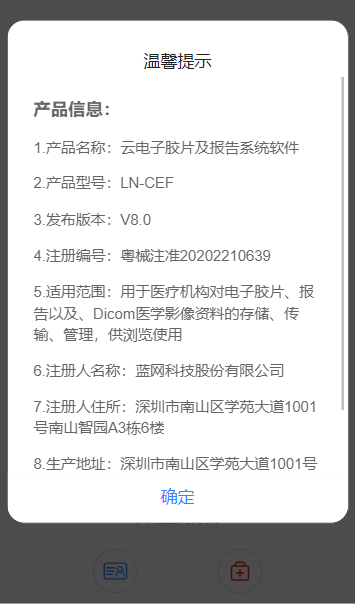 温馨提示
产品信息：
1.产品名称：云电子胶片及报告系统软件
2.产品型号：LN-CEF
3.发布版本：V8.0
4.注册编号：粤械注准20202210639
5.适用范围：用于医疗机构对电子胶片、报
告以及、Dicom医学影像资料的存储、传
输、管理，供浏览使用
6.注册人名称：蓝网科技股份有限公司
7.注册人住所：深圳市南山区学苑大道1001
号南山智园A3栋6楼
8.生产地址：深圳市南山区学苑大道1001号
确定